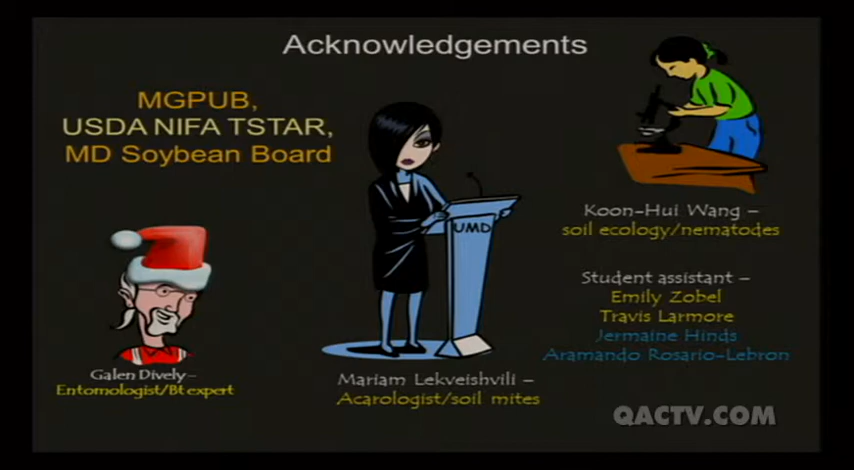 Acknowledgements
MGPUB,
USDA NIFA TSTAR,
MD Soybean Board
UMD
Koon-Hui Wang –
soil ecology/nematodes
Student assistant –
Emily Zobel
Travis Larmore
Jermaine Hinds
Aramando Rosario-Lebron
Galen Dively –
Entomologist/Bt expert
Mariam Lekveishvili –
Acarologist/soil mites
QACTV.COM